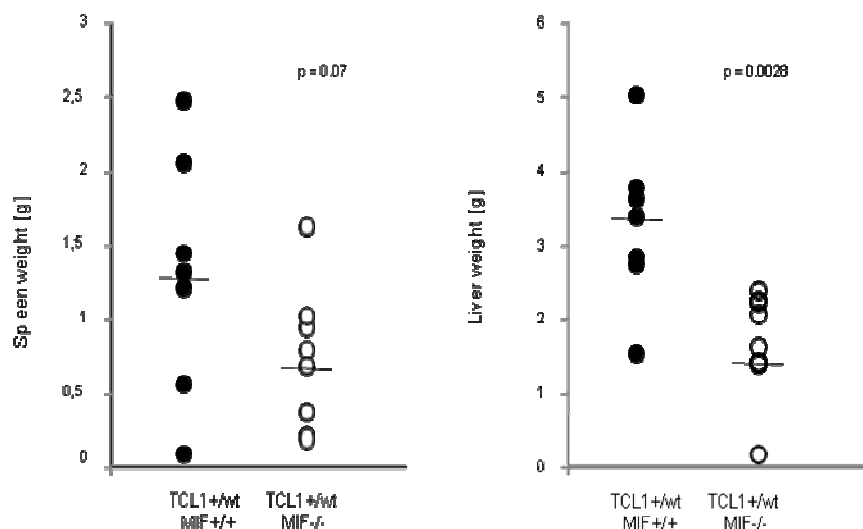 3
2,5
2
1,5
1
0,5
0
Sp een weight [g]
p = 0.07
TCL1+/wt TCL1+/wt
MIF+/+ MIF-/-
6
5
4
3
2
1
0
Liver weight [g]
p = 0.0028
TCL1+/wt TCL1+/wt
MIF+/+ MIF-/-